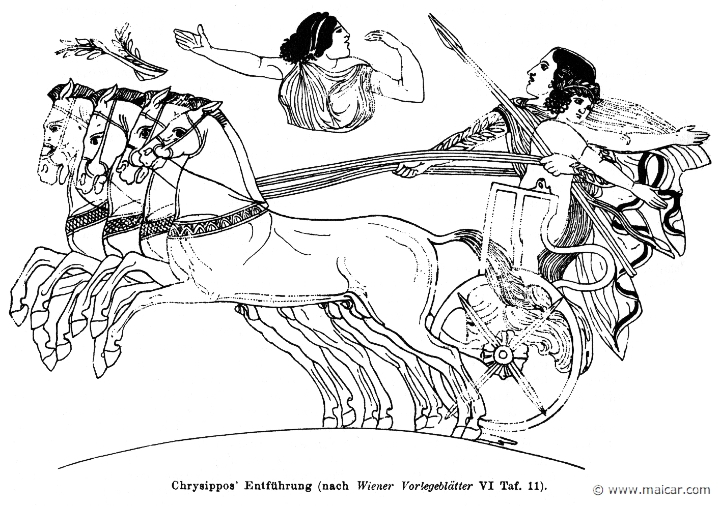 Chrysippos' Entführung (nach Wiener Vorlegeblätter VI Taf. 11).
© www.maicar.com